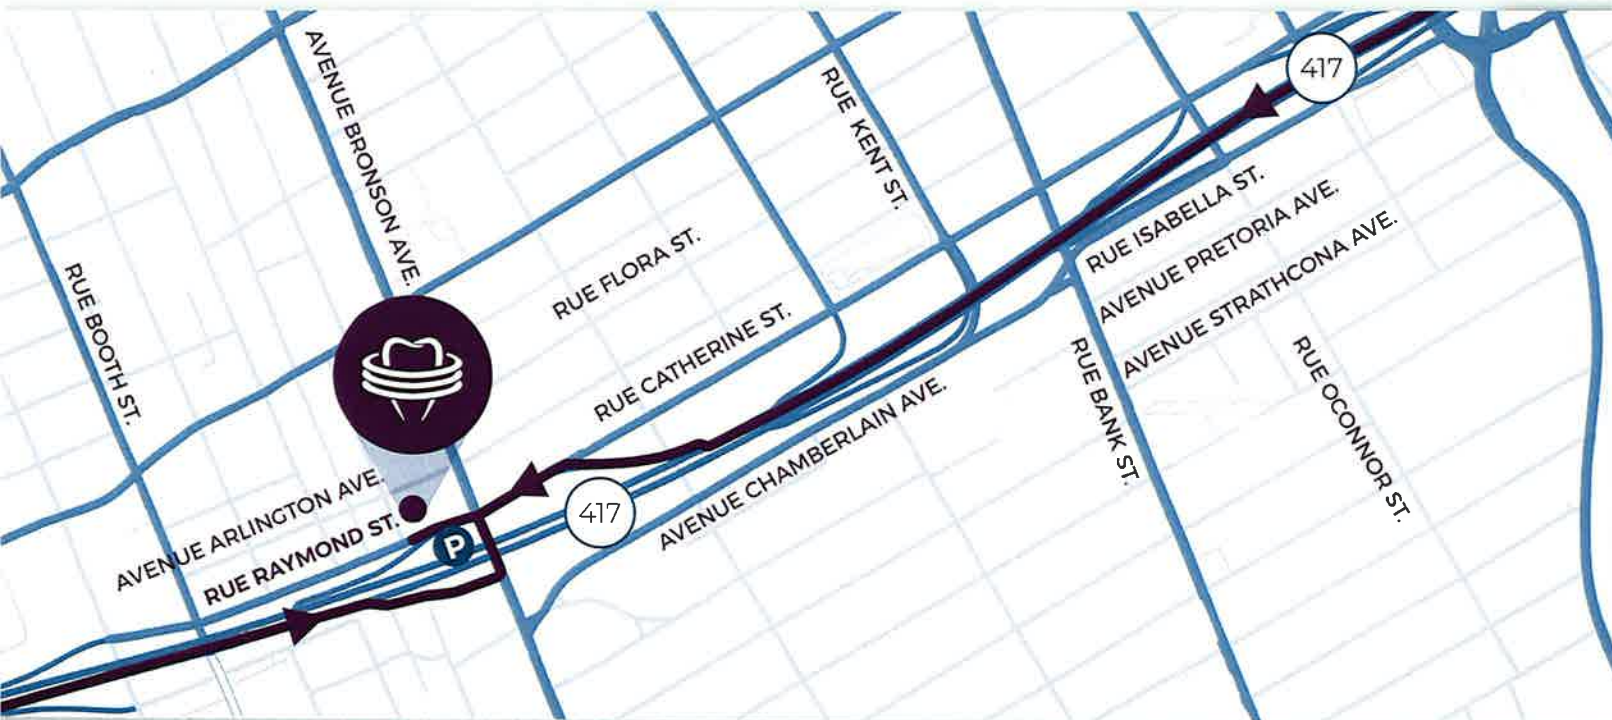 417
AVENUE BRONSON AVE.
RUE KENT ST.
RUE ISABELLA ST.
AVENUE PRETORIA AVE.
AVENUE STRATHCONA AVE.
RUE FLORA ST.
RUE BOOTH ST.
RUE CATHERINE ST.
RUE BANK ST.
RUE OCONNOR ST.
AVENUE CHAMBERLAIN AVE.
AVENUE ARLINGTON AVE.
417
RUE RAYMOND ST.
P